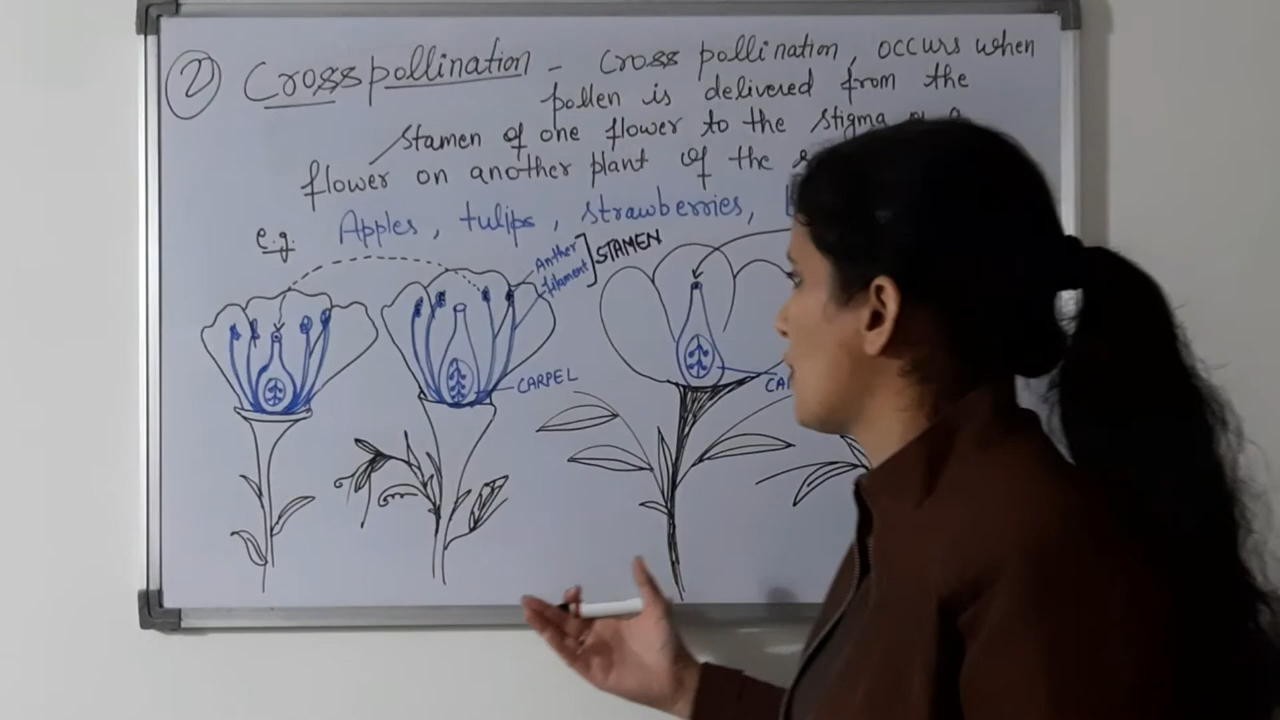 2 Cross pollination - Cross pollination, occurs when
pollen is delivered from the
stamen of one flower to the stigma
flower on another plant of the
e.g. Apples, tulips, strawberries,
Anther
filament
STAMEN
CARPEL